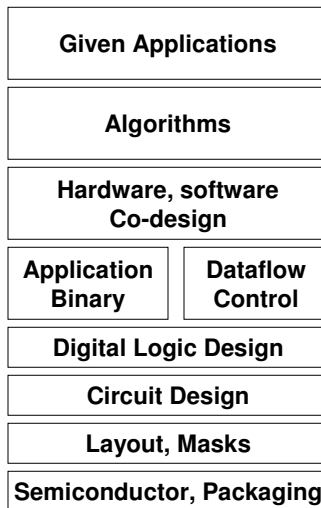 Given Applications
Algorithms
Hardware, software
Co-design
Application
Binary
Dataflow
Control
Digital Logic Design
Circuit Design
Layout, Masks
Semiconductor, Packaging